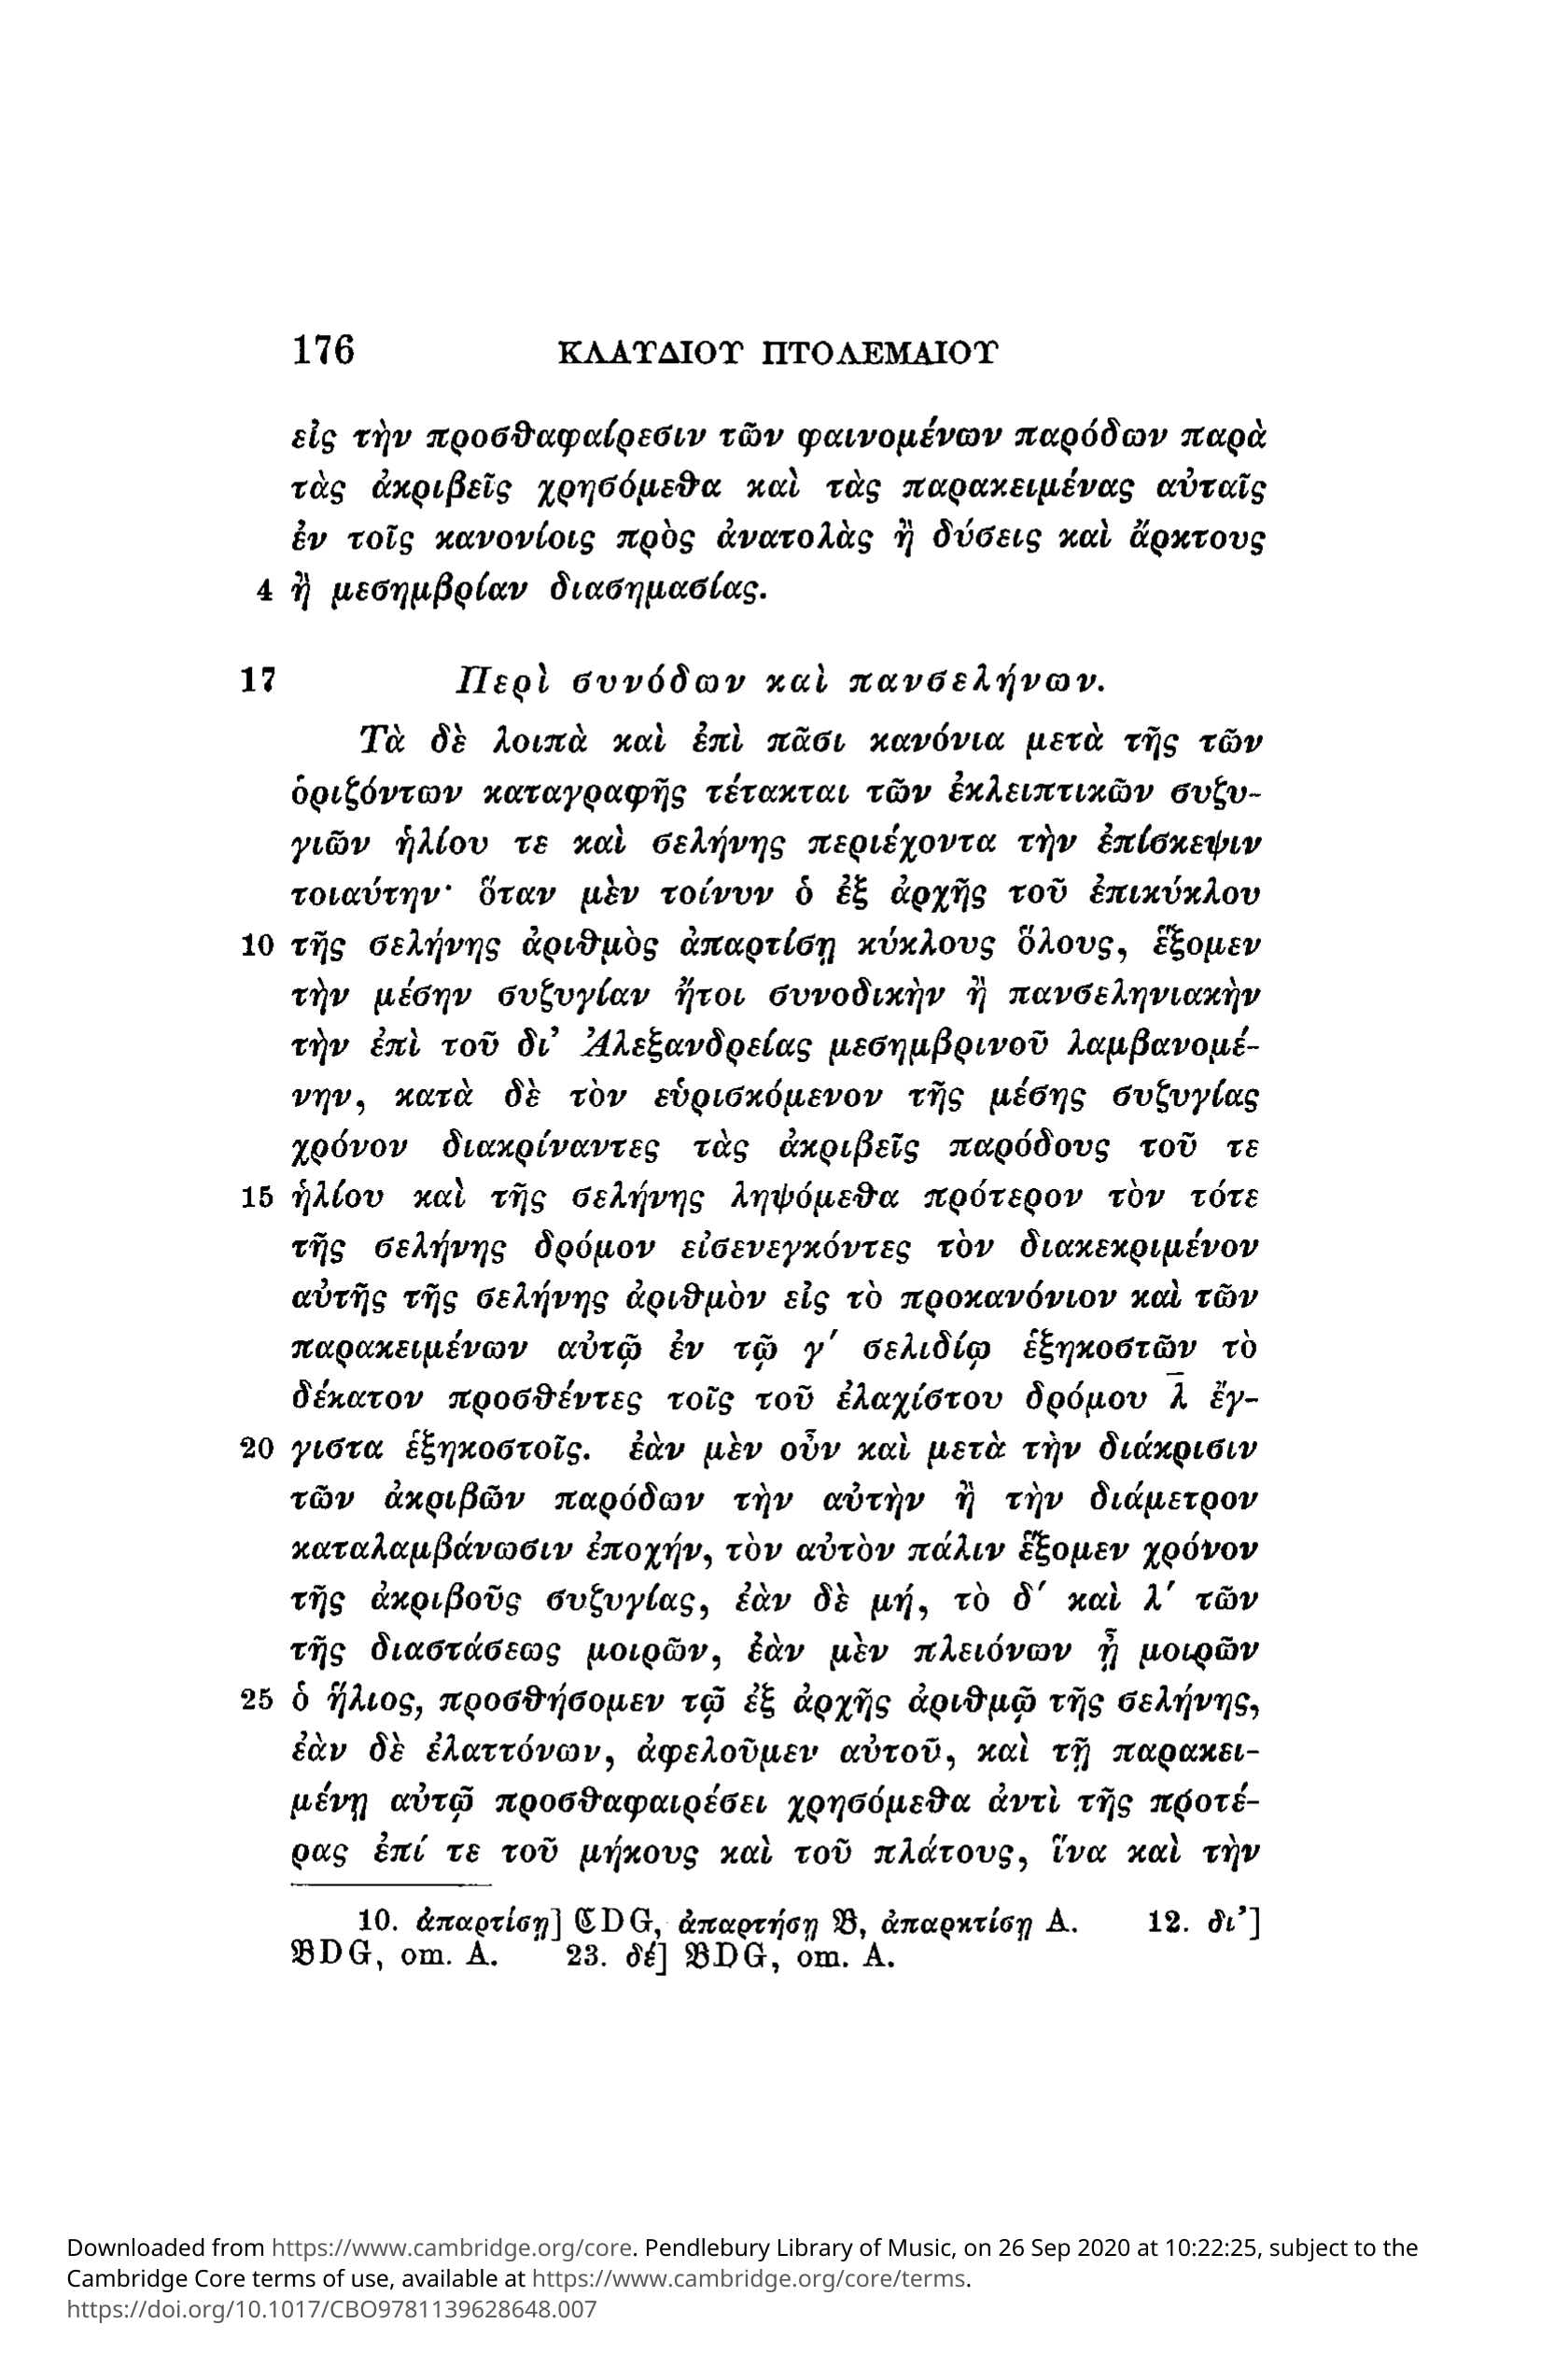 176 ΚΛΑΥΔΙΟΥ ΠΤΟΛΕΜΑΙΟΥ
εἰς τὴν προσθαφαίρεσιν τῶν φαινομένων παρόδων παρὰ
τὰς ἀκριβεῖς χρησόμεθα καὶ τὰς παρακειμένας αὐταῖς
ἐν τοῖς κανονίοις πρὸς ἀνατολὰς ἢ δύσεις καὶ ἄρκτους
4 ἢ μεσημβρίαν διασημασίας.
17 Περὶ συνόδων καὶ πανσελήνων.
Τὰ δὲ λοιπὰ καὶ ἐπὶ πᾶσι κανόνια μετὰ τῆς τῶν
ὁριζόντων καταγραφῆς τέτακται τῶν ἐκλειπτικῶν συζυ-
γιῶν ἡλίου τε καὶ σελήνης περιέχοντα τὴν ἐπίσκεψιν
τοιαύτην· ὅταν μὲν τοίνυν ὁ ἐξ ἀρχῆς τοῦ ἐπικύκλου
10 τῆς σελήνης ἀριθμὸς ἀπαρτίσῃ κύκλους ὅλους, ἕξομεν
τὴν μέσην συζυγίαν ἤτοι συνοδικὴν ἢ πανσεληνιακὴν
τὴν ἐπὶ τοῦ δι’ Ἀλεξανδρείας μεσημβρινοῦ λαμβανομέ-
νην, κατὰ δὲ τὸν εὑρισκόμενον τῆς μέσης συζυγίας
χρόνον διακρίναντες τὰς ἀκριβεῖς παρόδους τοῦ τε
15 ἡλίου καὶ τῆς σελήνης ληψόμεθα πρότερον τὸν τότε
τῆς σελήνης δρόμον εἰσενεγκόντες τὸν διακεκριμένον
αὐτῆς τῆς σελήνης ἀριθμὸν εἰς τὸ προκανόνιον καὶ τῶν
παρακειμένων αὐτῷ ἐν τῷ γ′ σελιδίῳ ἑξηκοστῶν τὸ
δέκατον προσθέντες τοῖς τοῦ ἐλαχίστου δρόμου λ̄ ἔγ-
20 γιστα ἑξηκοστοῖς. ἐὰν μὲν οὖν καὶ μετὰ τὴν διάκρισιν
τῶν ἀκριβῶν παρόδων τὴν αὐτὴν ἢ τὴν διάμετρον
καταλαμβάνωσιν ἐποχήν, τὸν αὐτὸν πάλιν ἕξομεν χρόνον
τῆς ἀκριβοῦς συζυγίας, ἐὰν δὲ μή, τὸ δ′ καὶ λ′ τῶν
τῆς διαστάσεως μοιρῶν, ἐὰν μὲν πλειόνων ᾖ μοιρῶν
25 ὁ ἥλιος, προσθήσομεν τῷ ἐξ ἀρχῆς ἀριθμῷ τῆς σελήνης,
ἐὰν δὲ ἐλαττόνων, ἀφελοῦμεν αὐτοῦ, καὶ τῇ παρακει-
μένῃ αὐτῷ προσθαφαιρέσει χρησόμεθα ἀντὶ τῆς προτέ-
ρας ἐπί τε τοῦ μήκους καὶ τοῦ πλάτους, ἵνα καὶ τὴν
10. ἀπαρτίσῃ] ℭDG, ἀπαρτήσῃ 𝔅, ἀπαρκτίσῃ A. 12. δι’]
𝔅DG, om. A. 23. δέ] 𝔅DG, om. A.
Downloaded from https://www.cambridge.org/core. Pendlebury Library of Music, on 26 Sep 2020 at 10:22:25, subject to the
Cambridge Core terms of use, available at https://www.cambridge.org/core/terms.
https://doi.org/10.1017/CBO9781139628648.007